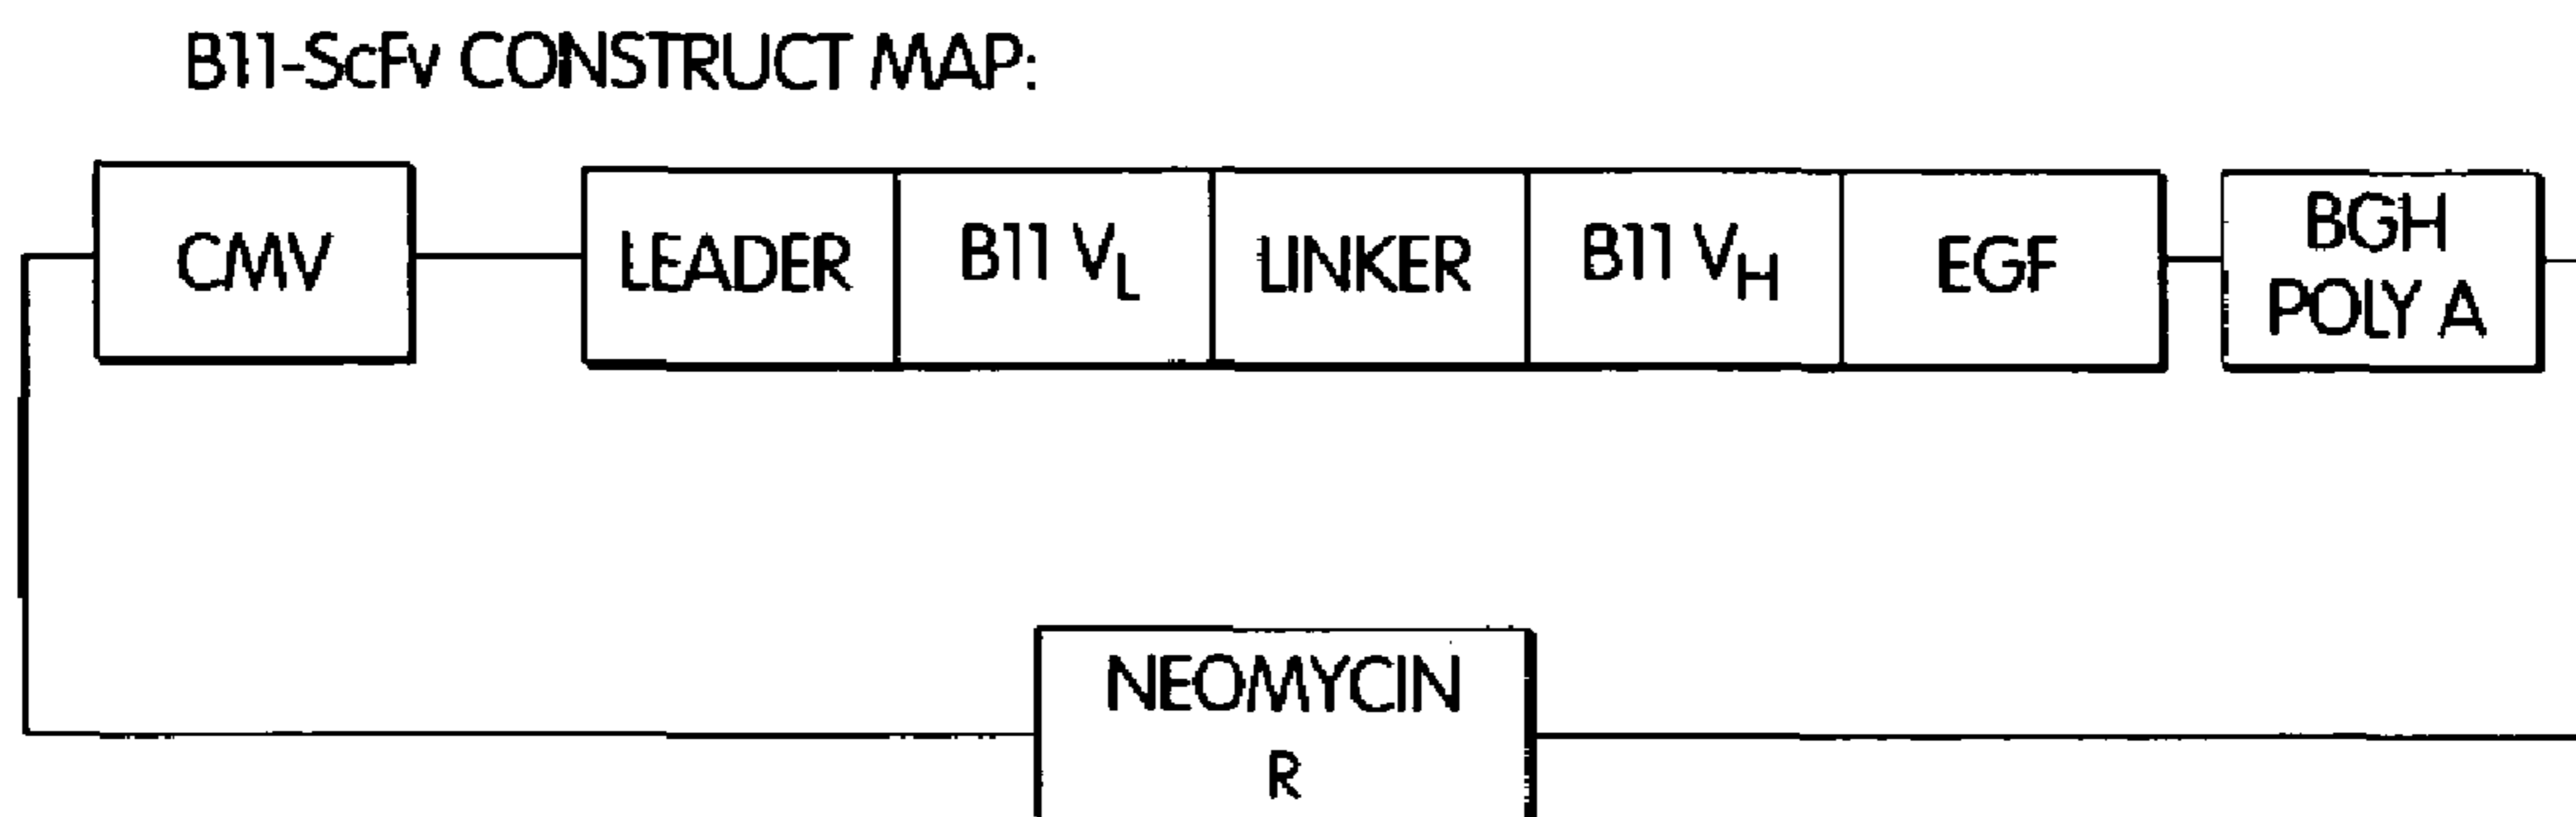 B11-ScFv CONSTRUCT MAP:
CMV
LEADER
B11 VL
LINKER
B11 VH
EGF
BGH
POLY A
NEOMYCIN
R